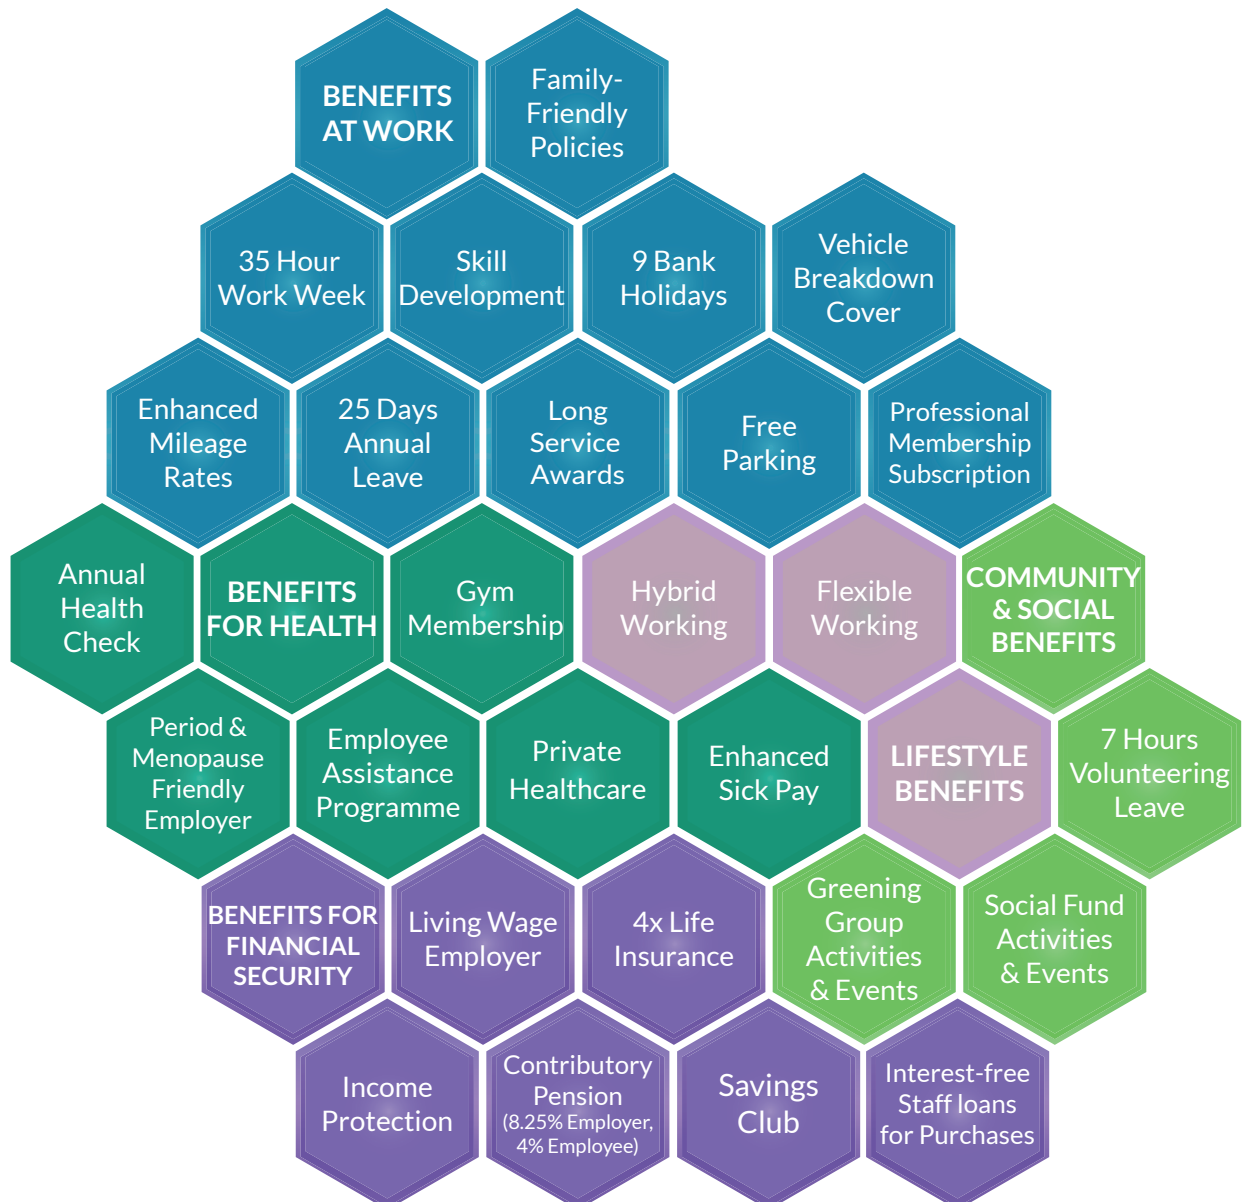 BENEFITS
AT WORK
Family-
Friendly
Policies
35 Hour
Work Week
Skill
Development
9 Bank
Holidays
Vehicle
Breakdown
Cover
Enhanced
Mileage
Rates
25 Days
Annual
Leave
Long
Service
Awards
Free
Parking
Professional
Membership
Subscription
Annual
Health
Check
BENEFITS
FOR HEALTH
Gym
Membership
Hybrid
Working
Flexible
Working
COMMUNITY
& SOCIAL
BENEFITS
Period &
Menopause
Friendly
Employer
Employee
Assistance
Programme
Private
Healthcare
Enhanced
Sick Pay
LIFESTYLE
BENEFITS
7 Hours
Volunteering
Leave
BENEFITS FOR
FINANCIAL
SECURITY
Living Wage
Employer
4x Life
Insurance
Greening
Group
Activities
& Events
Social Fund
Activities
& Events
Income
Protection
Contributory
Pension
(8.25% Employer,
4% Employee)
Savings
Club
Interest-free
Staff loans
for Purchases